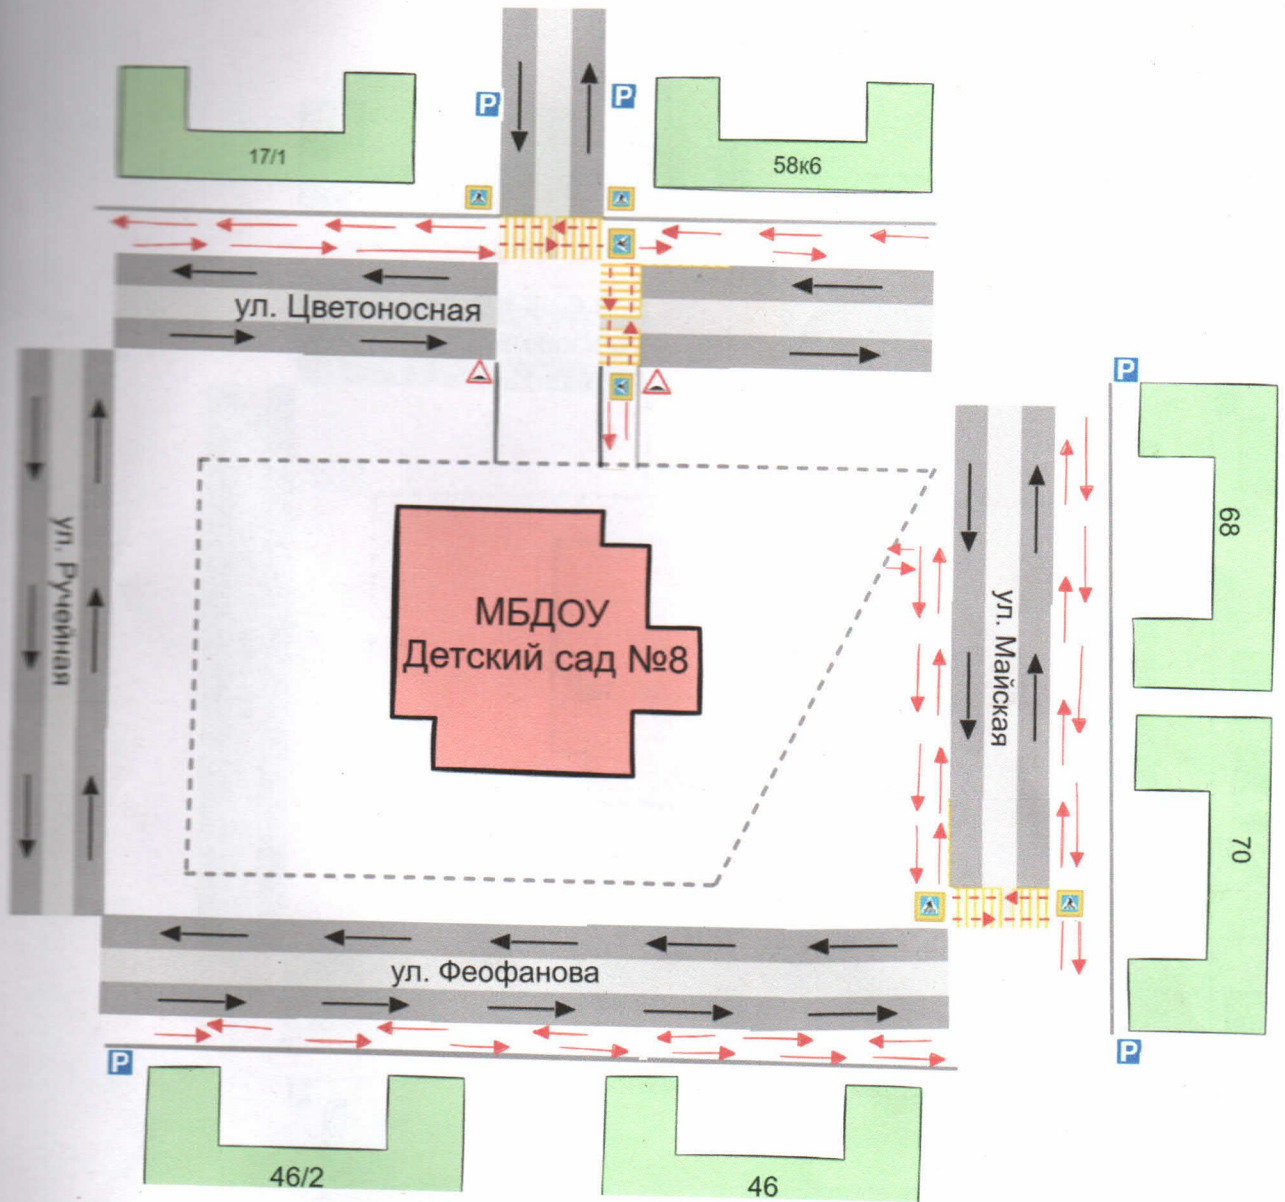 P
P
17/1
58к6
ул. Цветоносная
P
68
ул. Ручейная
МБДОУ
Детский сад №8
ул. Майская
70
ул. Феофанова
P
P
46/2
46